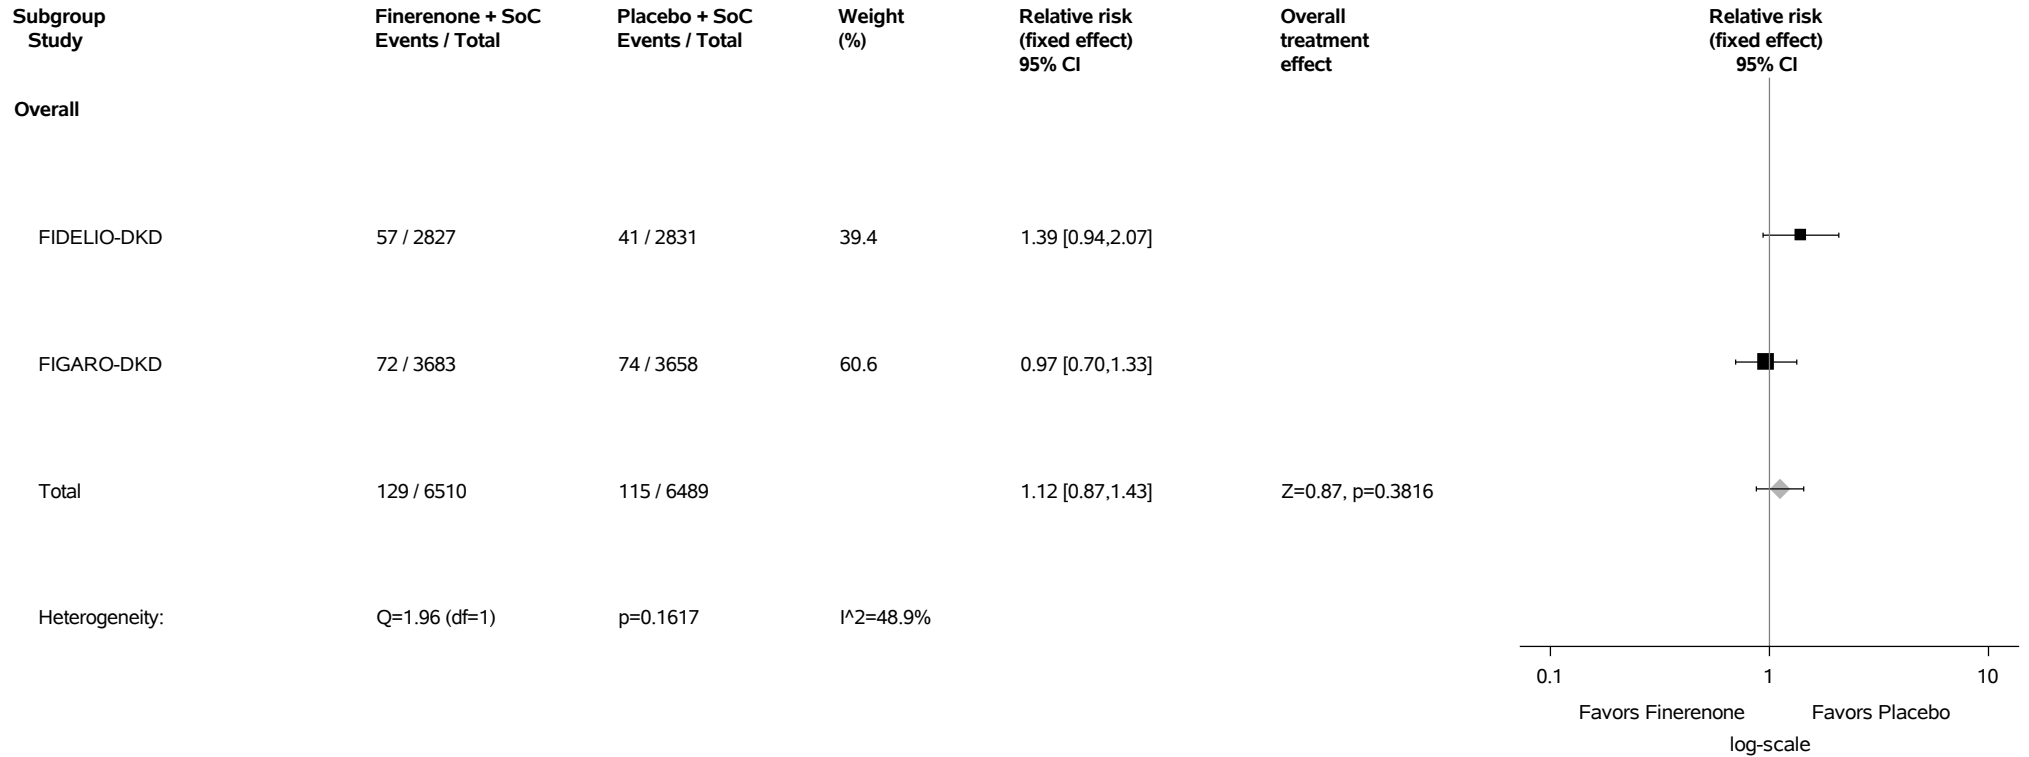 Subgroup Finerenone + SoC Placebo + SoC Weight Relative risk Overall Relative risk
Study Events / Total Events / Total (%) (fixed effect) treatment (fixed effect)
95% CI effect 95% CI
Overall
FIDELIO-DKD 57 / 2827 41 / 2831 39.4 1.39 [0.94,2.07]
FIGARO-DKD 72 / 3683 74 / 3658 60.6 0.97 [0.70,1.33]
Total 129 / 6510 115 / 6489 1.12 [0.87,1.43] Z=0.87, p=0.3816
Heterogeneity: Q=1.96 (df=1) p=0.1617 I^2=48.9%
0.1 1 10
Favors Finerenone Favors Placebo
log-scale